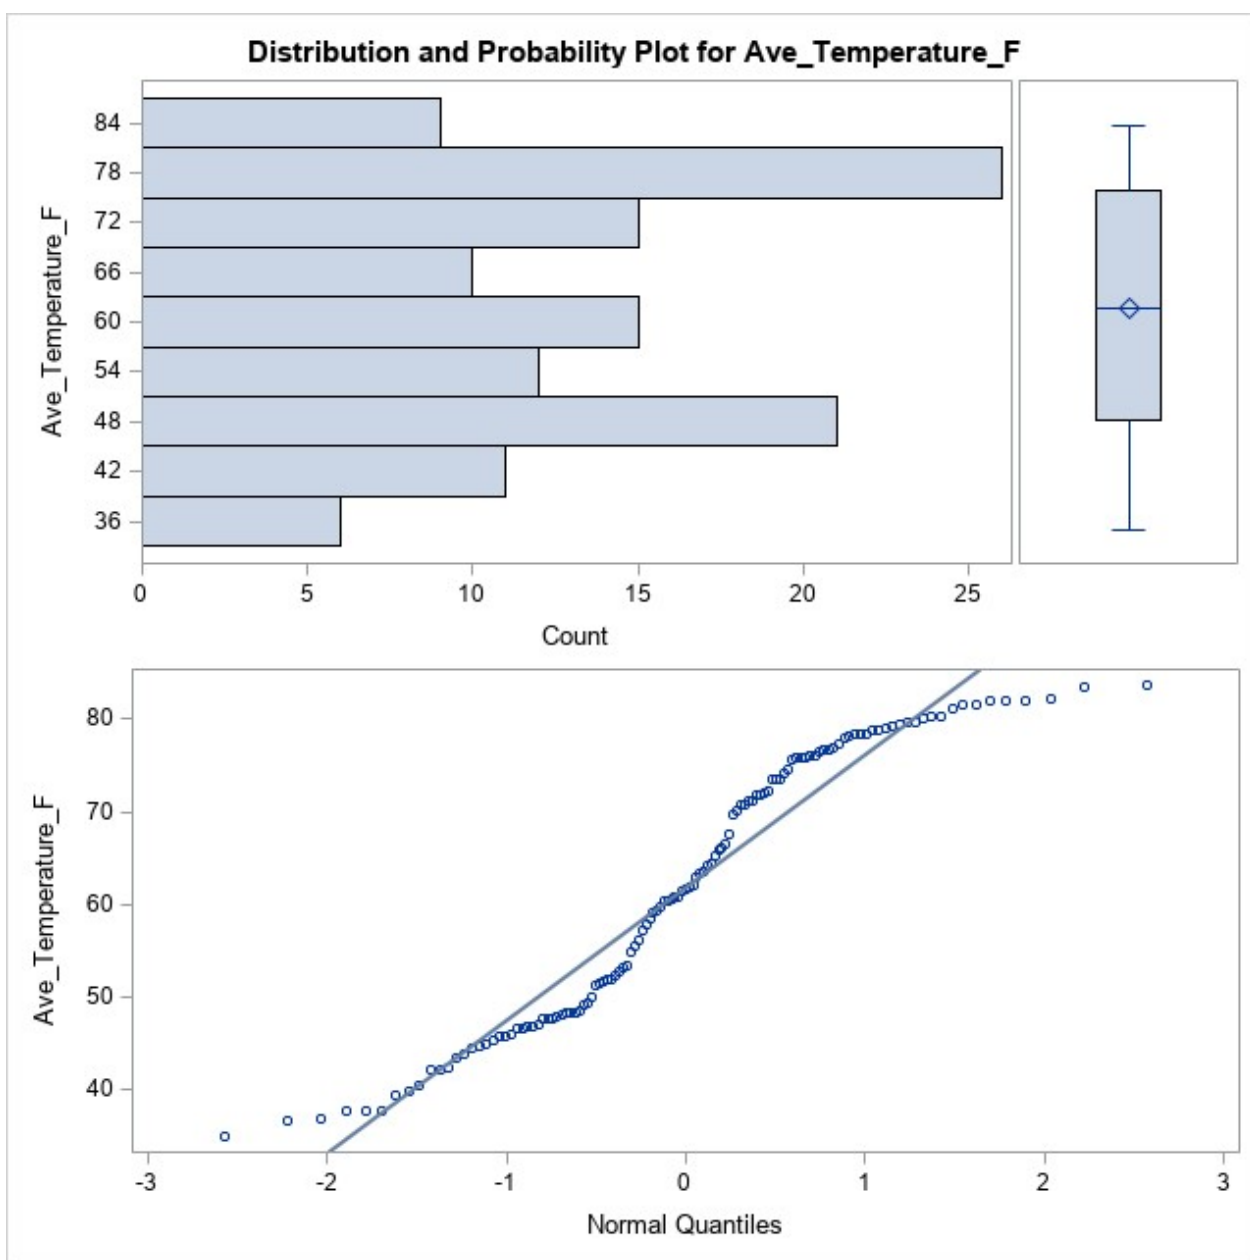 Distribution and Probability Plot for Ave_Temperature_F
Ave_Temperature_F
84
78
72
66
60
54
48
42
36
0 5 10 15 20 25
Count
Ave_Temperature_F
80
70
60
50
40
-3 -2 -1 0 1 2 3
Normal Quantiles